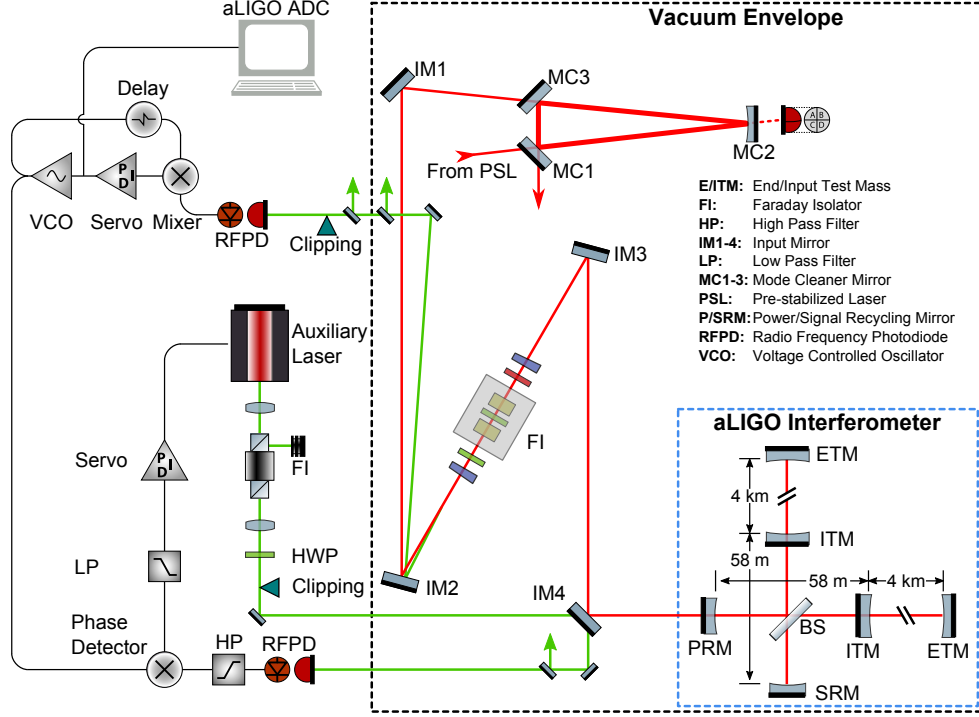 aLIGO ADC
Vacuum Envelope
IM1
MC3
Delay
A B
C D
MC2
From PSL
MC1
P I
D
VCO
Servo
Mixer
RFPD
Clipping
E/ITM: End/Input Test Mass
FI: Faraday Isolator
HP: High Pass Filter
IM1-4: Input Mirror
LP: Low Pass Filter
MC1-3: Mode Cleaner Mirror
PSL: Pre-stabilized Laser
P/SRM: Power/Signal Recycling Mirror
RFPD: Radio Frequency Photodiode
VCO: Voltage Controlled Oscillator
IM3
Auxiliary
Laser
FI
FI
Servo
P I
D
aLIGO Interferometer
ETM
4 km
ITM
58 m
HWP
LP
Clipping
IM2
IM4
58 m
4 km
PRM
BS
ITM
ETM
SRM
Phase
Detector
HP
RFPD